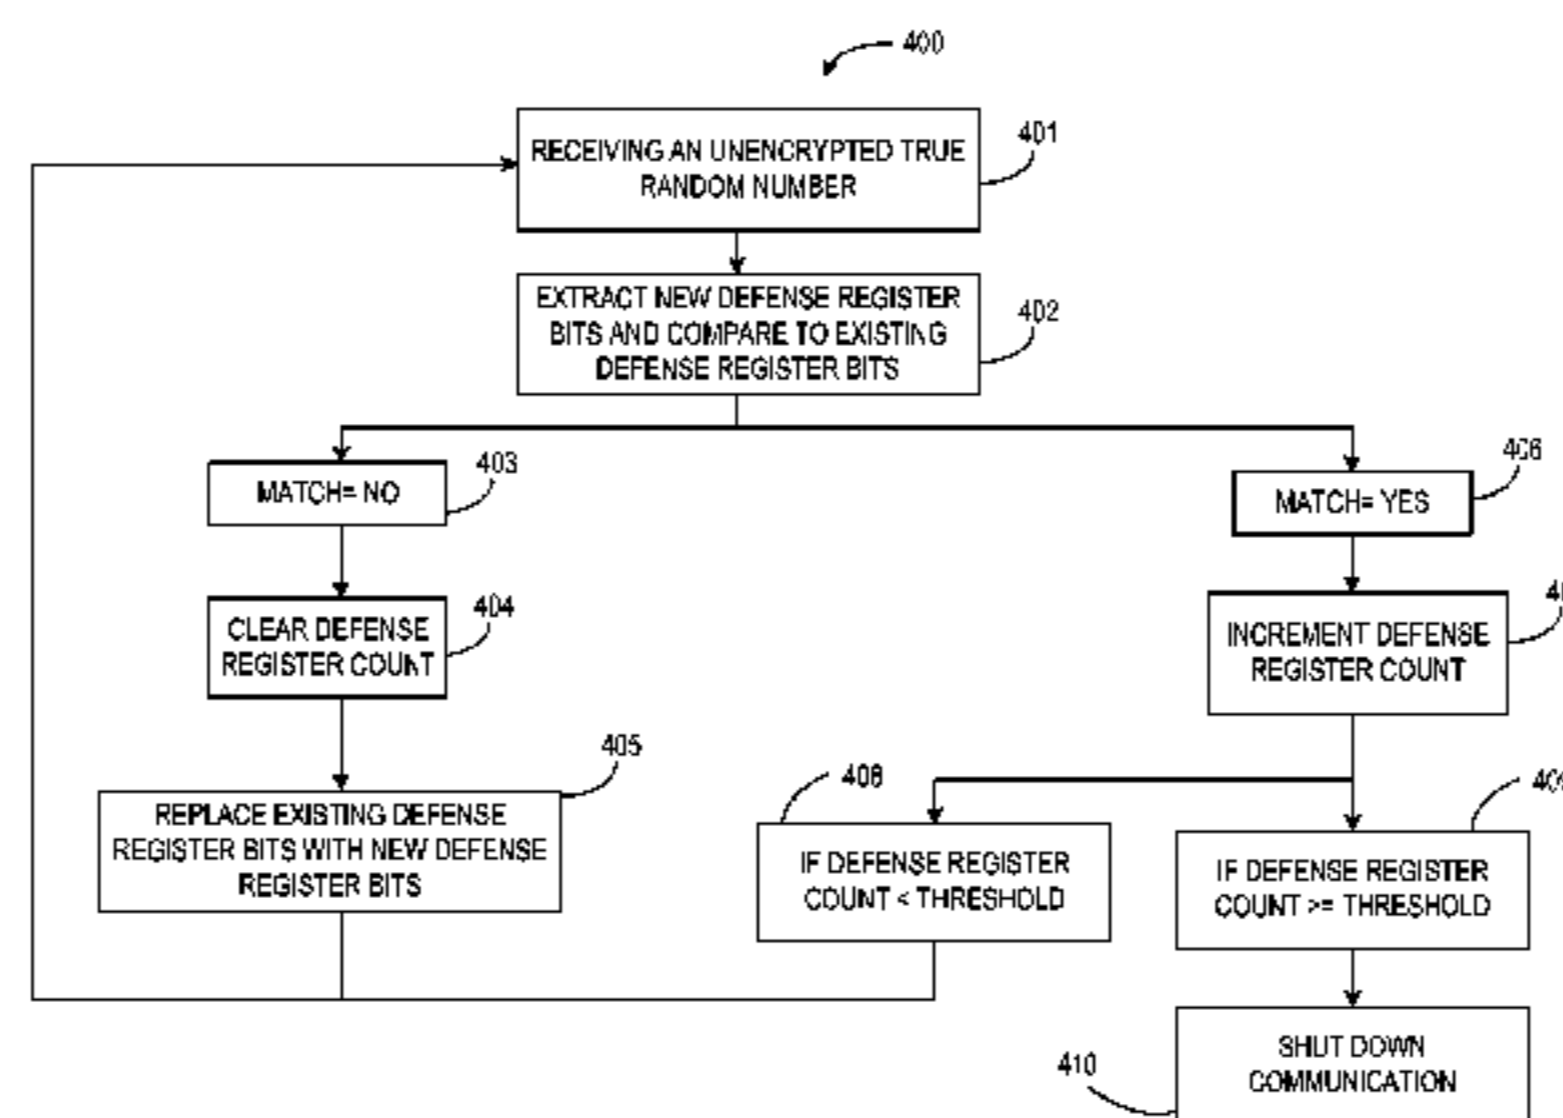 400
RECEIVING AN UNENCRYPTED TRUE
RANDOM NUMBER
401
EXTRACT NEW DEFENSE REGISTER
BITS AND COMPARE TO EXISTING
DEFENSE REGISTER BITS
402
MATCH= NO
403
MATCH= YES
406
CLEAR DEFENSE
REGISTER COUNT
404
INCREMENT DEFENSE
REGISTER COUNT
REPLACE EXISTING DEFENSE
REGISTER BITS WITH NEW DEFENSE
REGISTER BITS
405
IF DEFENSE REGISTER
COUNT < THRESHOLD
408
IF DEFENSE REGISTER
COUNT >= THRESHOLD
409
SHUT DOWN
COMMUNICATION
410